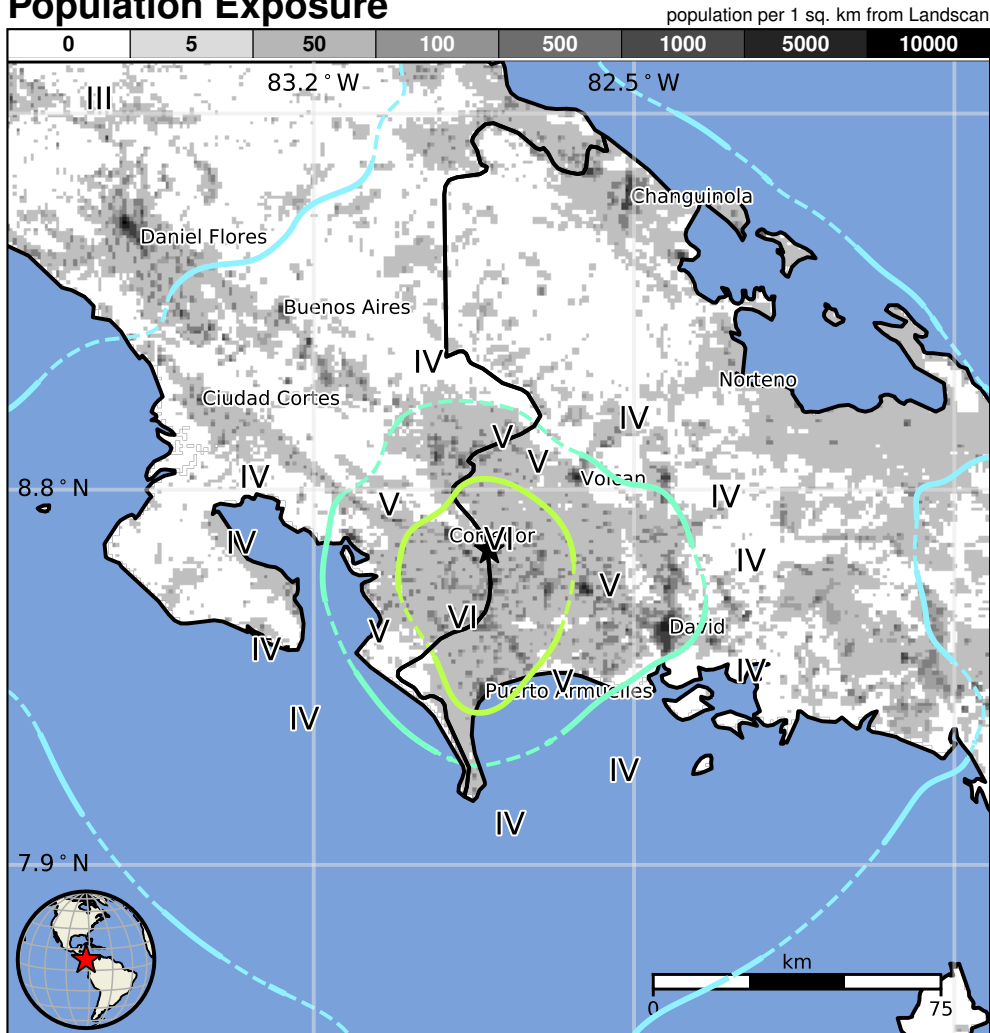 Population Exposure
population per 1 sq. km from Landscan
0 5 50 100 500 1000 5000 10000
83.2°W 82.5°W
III
Changuinola
Daniel Flores
Buenos Aires
IV
Norteno
Ciudad Cortes
IV
V
V
IV
Volcan
8.8°N
V
IV
IV
VI
IV
V
VI
V
David
IV
IV
V
Puerto Armuelles
IV
IV
IV
7.9°N
km
0 75